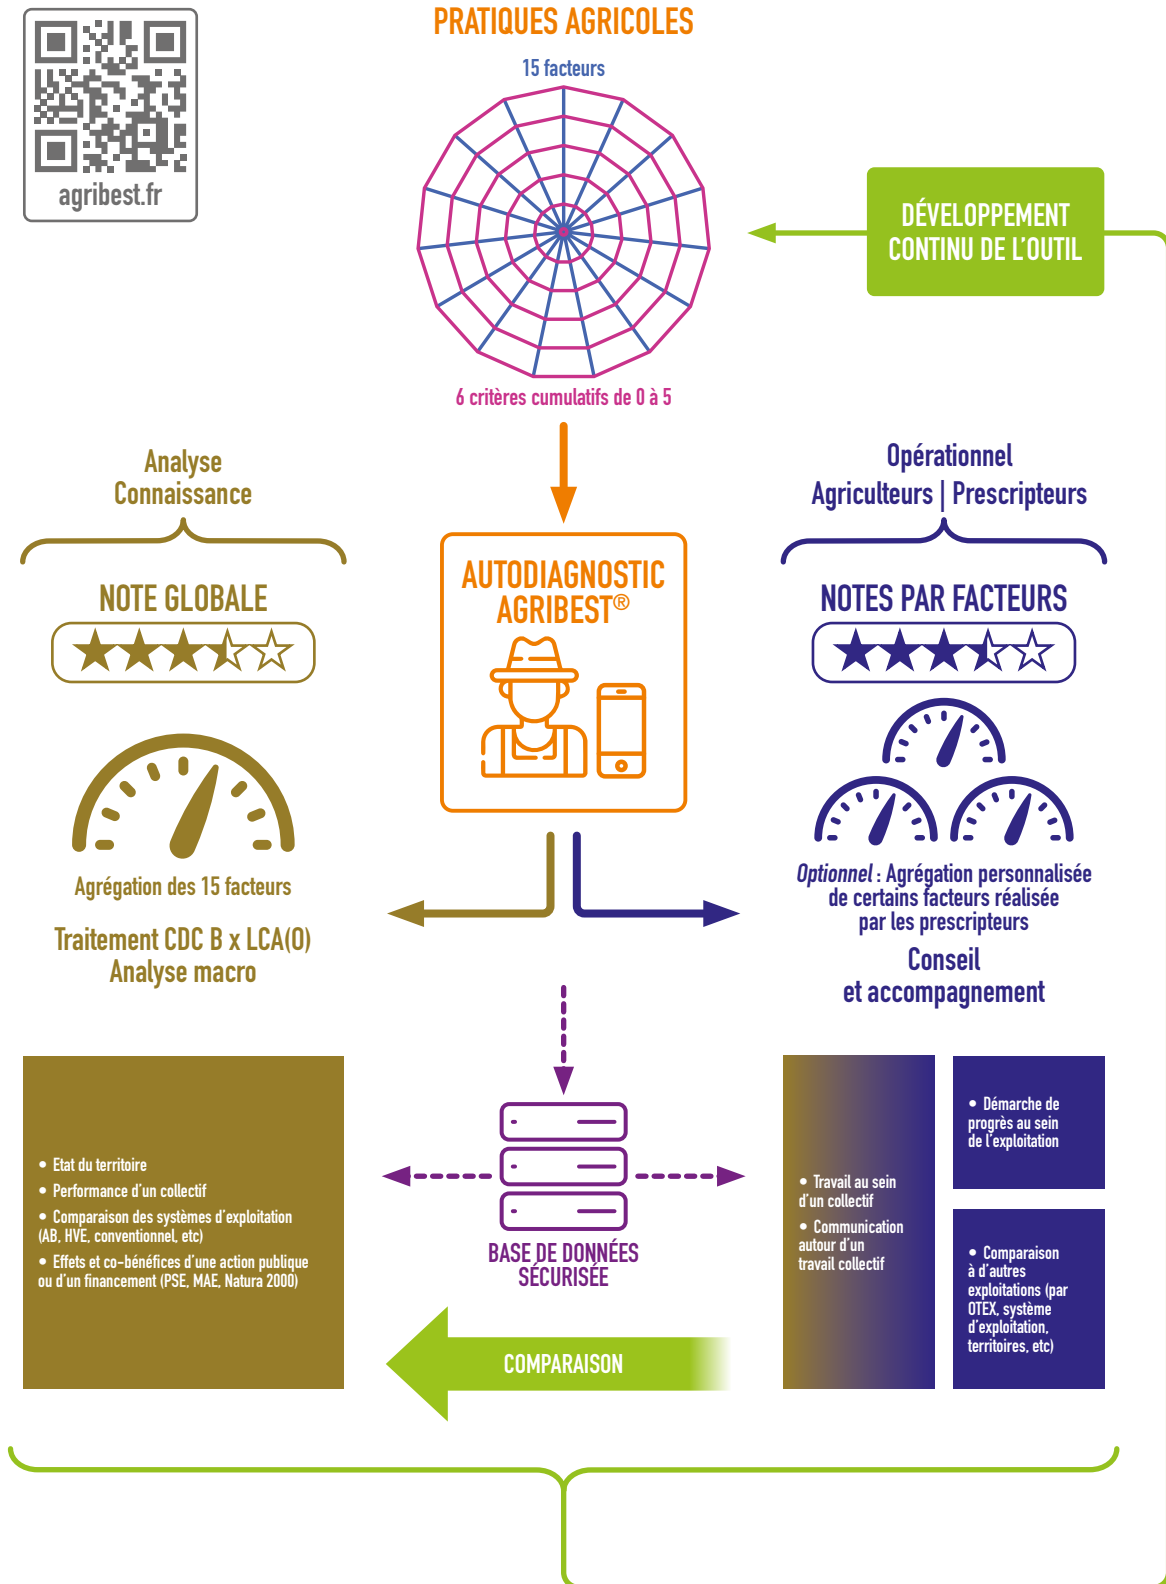 agribest.fr
PRATIQUES AGRICOLES
15 facteurs
6 critères cumulatifs de 0 à 5
DÉVELOPPEMENT
CONTINU DE L'OUTIL
Analyse
Connaissance
NOTE GLOBALE
Agrégation des 15 facteurs
Traitement CDC B x LCA(O)
Analyse macro
AUTODIAGNOSTIC
AGRIBEST®
Opérationnel
Agriculteurs | Prescripteurs
NOTES PAR FACTEURS
Optionnel : Agrégation personnalisée
de certains facteurs réalisée
par les prescripteurs
Conseil
et accompagnement
• Etat du territoire
• Performance d'un collectif
• Comparaison des systèmes d'exploitation
(AB, HVE, conventionnel, etc)
• Effets et co-bénéfices d'une action publique
ou d'un financement (PSE, MAE, Natura 2000)
BASE DE DONNÉES
SÉCURISÉE
COMPARAISON
• Travail au sein
d'un collectif
• Communication
autour d'un
travail collectif
• Démarche de
progrès au sein
de l'exploitation
• Comparaison
à d'autres
exploitations (par
OTEX, système
d'exploitation,
territoires, etc)